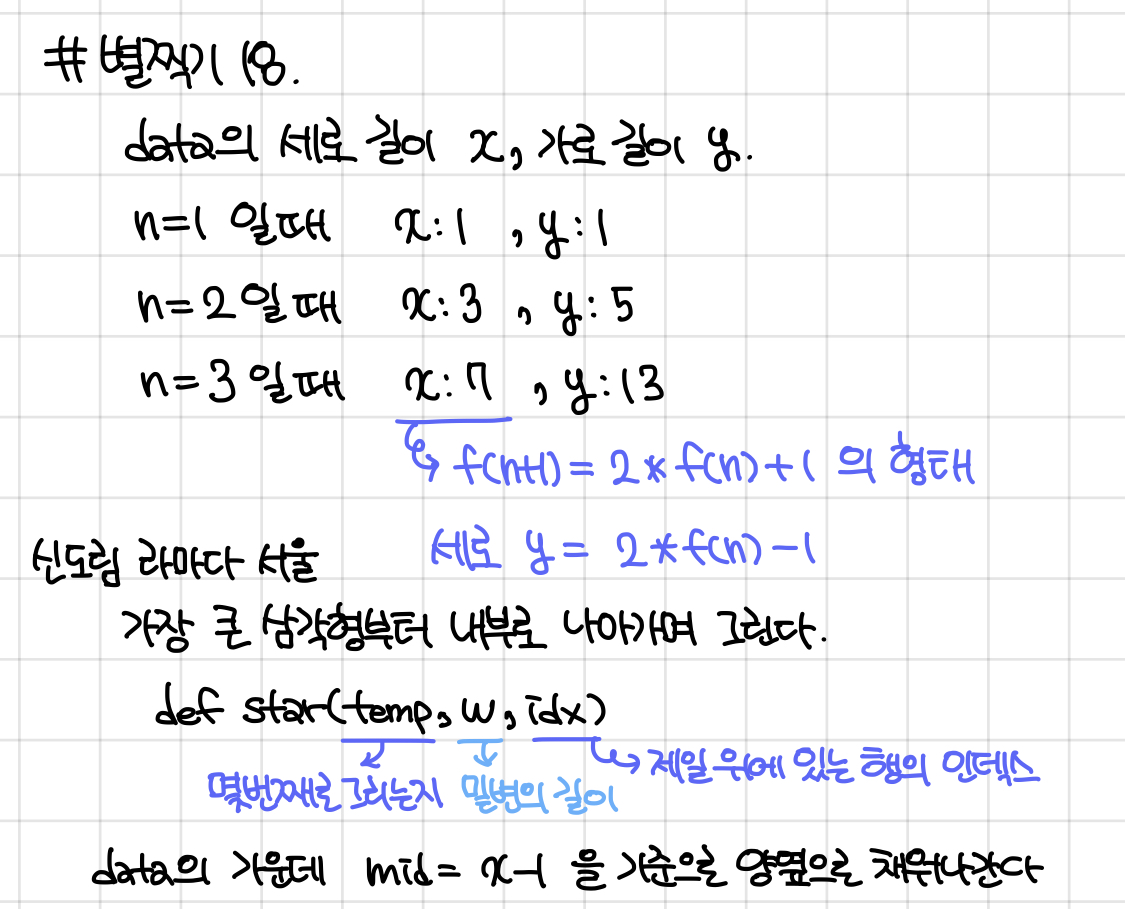 # 별찍기 18.
data의 세로 길이 x, 가로 길이 y.
n=1 일때 x:1 , y:1
n=2일때 x:3 , y:5
n=3일때 x:7 , y:13
f(n+1)=2*f(n)+1 의 형태
세로 y= 2*f(n)-1
신도림 라마다 서울
가장 큰 삼각형부터 내부로 나아가며 그린다.
def star(temp, w, idx)
제일 위에 있는 행의 인덱스
몇번째로 그리는지 밑변의 길이
data의 가운데 mid= x-1 을 기준으로 양옆으로 채워나간다